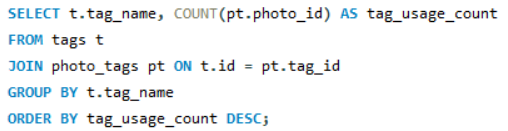 SELECT t.tag_name, COUNT(pt.photo_id) AS tag_usage_count
FROM tags t
JOIN photo_tags pt ON t.id = pt.tag_id
GROUP BY t.tag_name
ORDER BY tag_usage_count DESC;